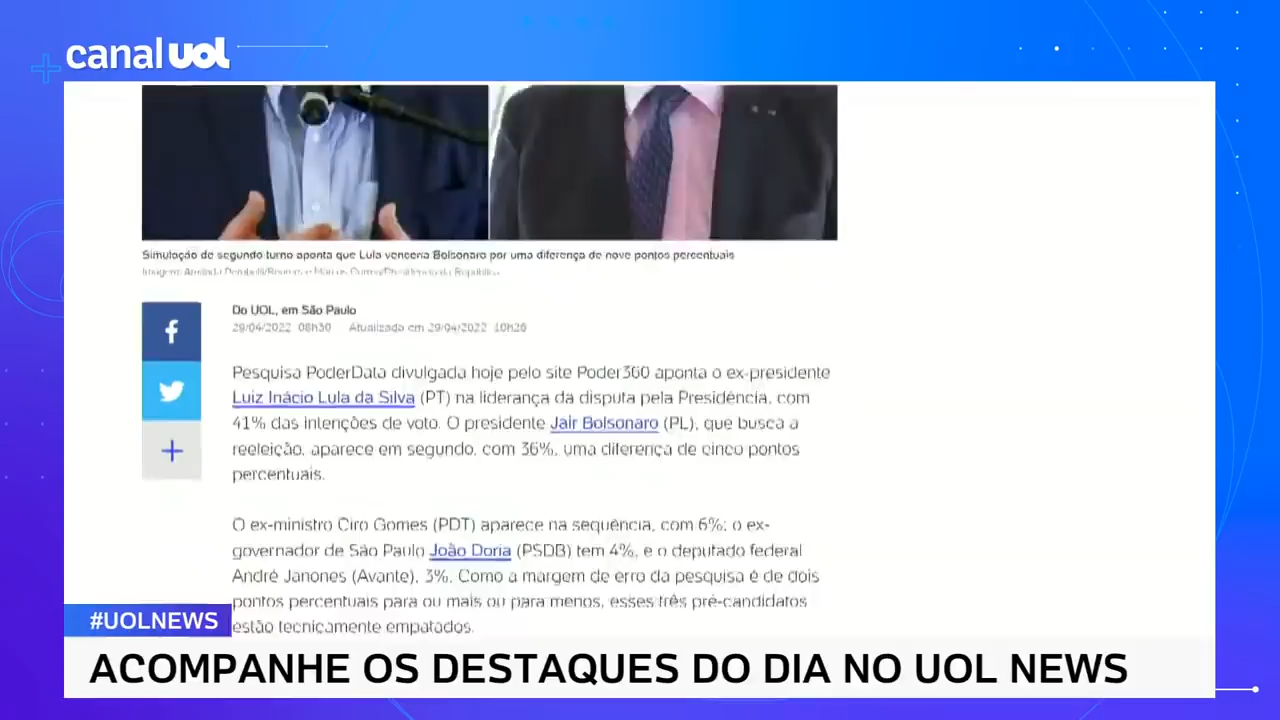 canal uol
Simulação de segundo turno aponta que Lula venceria Bolsonaro por uma diferença de nove pontos percentuais
Do UOL, em São Paulo
29/04/2022 08h30 Atualizada em 29/04/2022 10h26
Pesquisa PoderData divulgada hoje pelo site Poder360 aponta o ex-presidente
Luiz Inácio Lula da Silva (PT) na liderança da disputa pela Presidência, com
41% das intenções de voto. O presidente Jair Bolsonaro (PL), que busca a
reeleição, aparece em segundo, com 36%, uma diferença de cinco pontos
percentuais.
O ex-ministro Ciro Gomes (PDT) aparece na sequência, com 6%; o ex-
governador de São Paulo João Doria (PSDB) tem 4%, e o deputado federal
André Janones (Avante), 3%. Como a margem de erro da pesquisa é de dois
pontos percentuais para ou mais ou para menos, esses três pré-candidatos
estão tecnicamente empatados.
#UOLNEWS
ACOMPANHE OS DESTAQUES DO DIA NO UOL NEWS